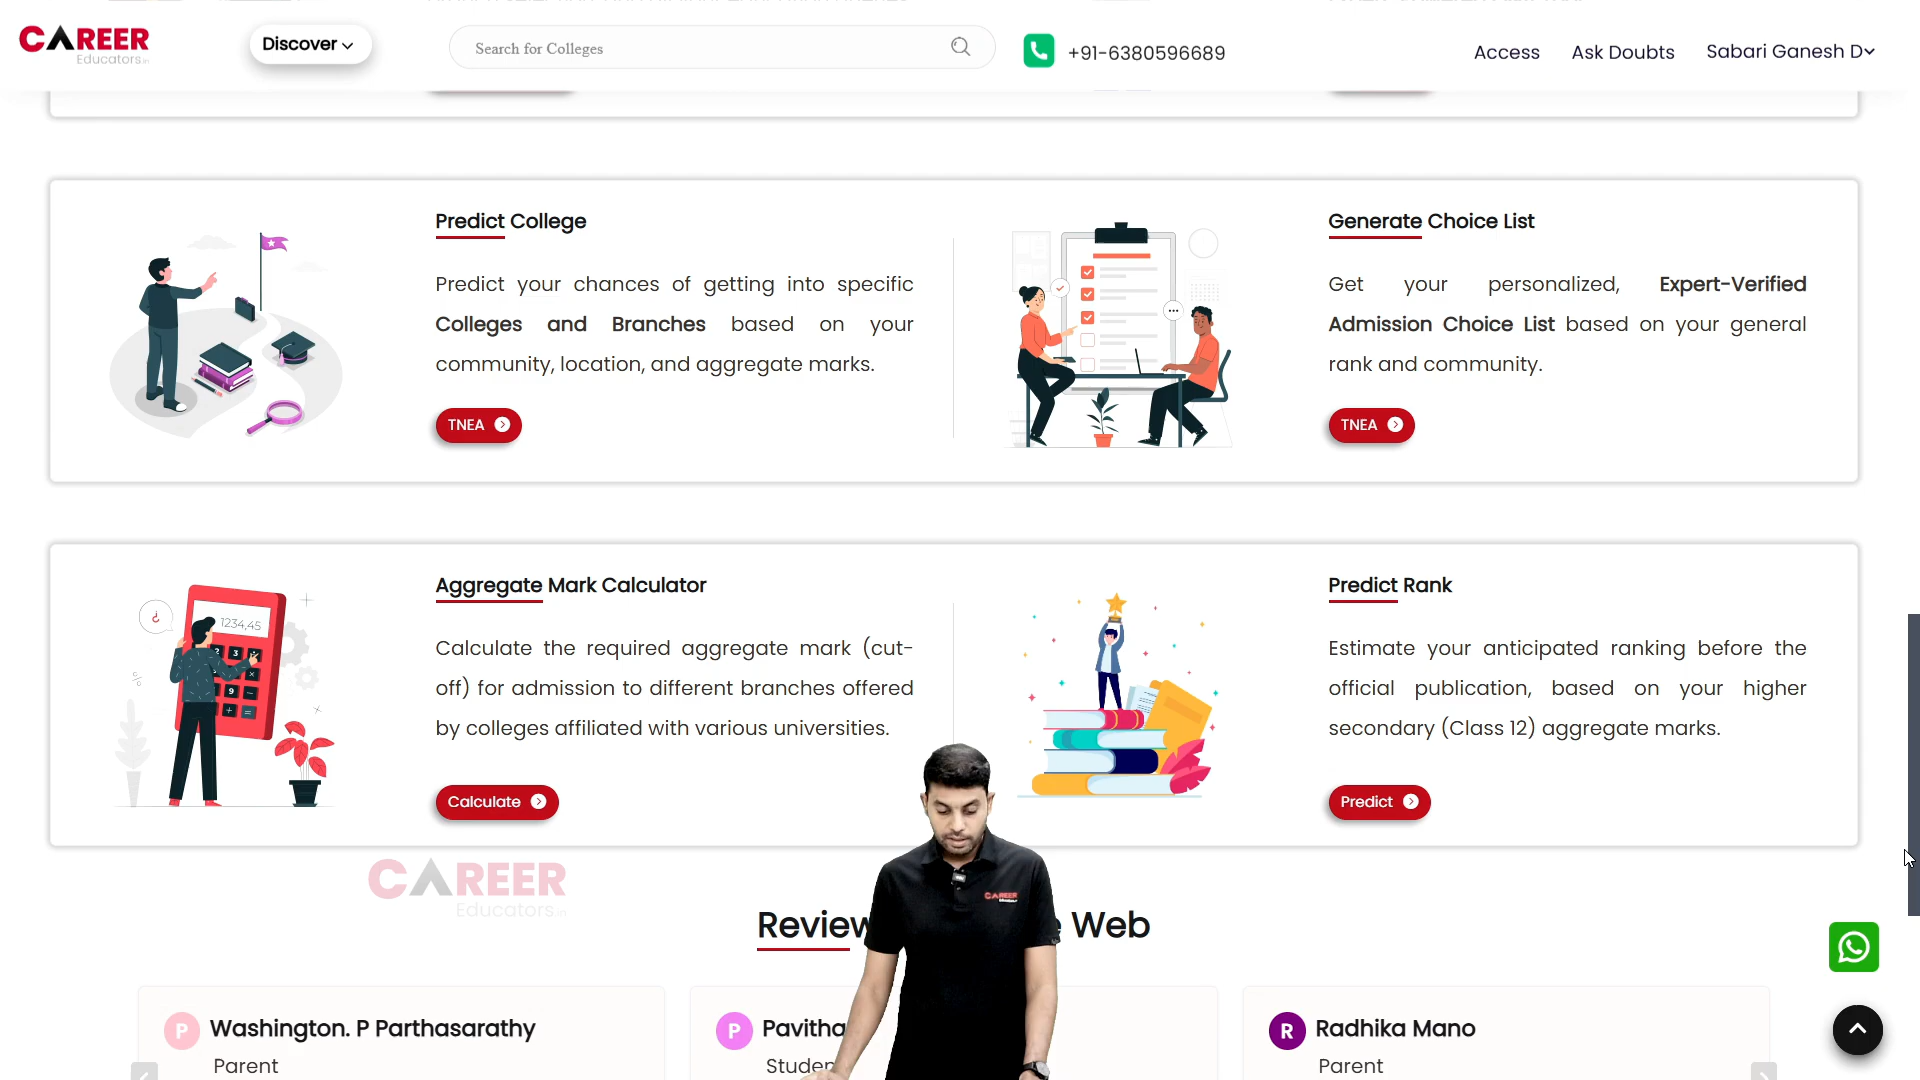 CAREER
Educators.in
Discover
Search for Colleges
+91-6380596689
Access
Ask Doubts
Sabari Ganesh D
Predict College
Predict your chances of getting into specific
Colleges and Branches based on your
community, location, and aggregate marks.
TNEA
Generate Choice List
Get your personalized, Expert-Verified
Admission Choice List based on your general
rank and community.
TNEA
1234,45
Aggregate Mark Calculator
Calculate the required aggregate mark (cut-
off) for admission to different branches offered
by colleges affiliated with various universities.
Calculate
Predict Rank
Estimate your anticipated ranking before the
official publication, based on your higher
secondary (Class 12) aggregate marks.
Predict
CAREER
Educators.in
CAREER
Review Web
P Washington. P Parthasarathy
Parent
P Pavitha
Studen
R Radhika Mano
Parent